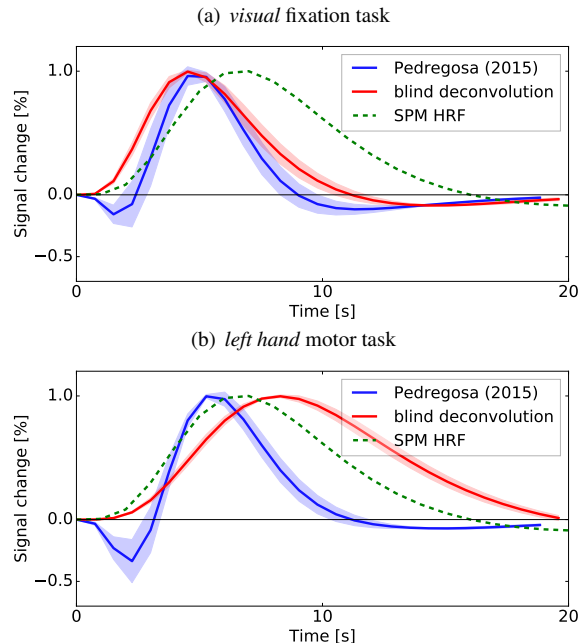 (a) visual fixation task
Signal change [%]
1.0
0.0
−0.5
Pedregosa (2015)
blind deconvolution
SPM HRF
0
10
20
Time [s]
(b) left hand motor task
Signal change [%]
1.0
0.0
−0.5
Pedregosa (2015)
blind deconvolution
SPM HRF
0
10
20
Time [s]